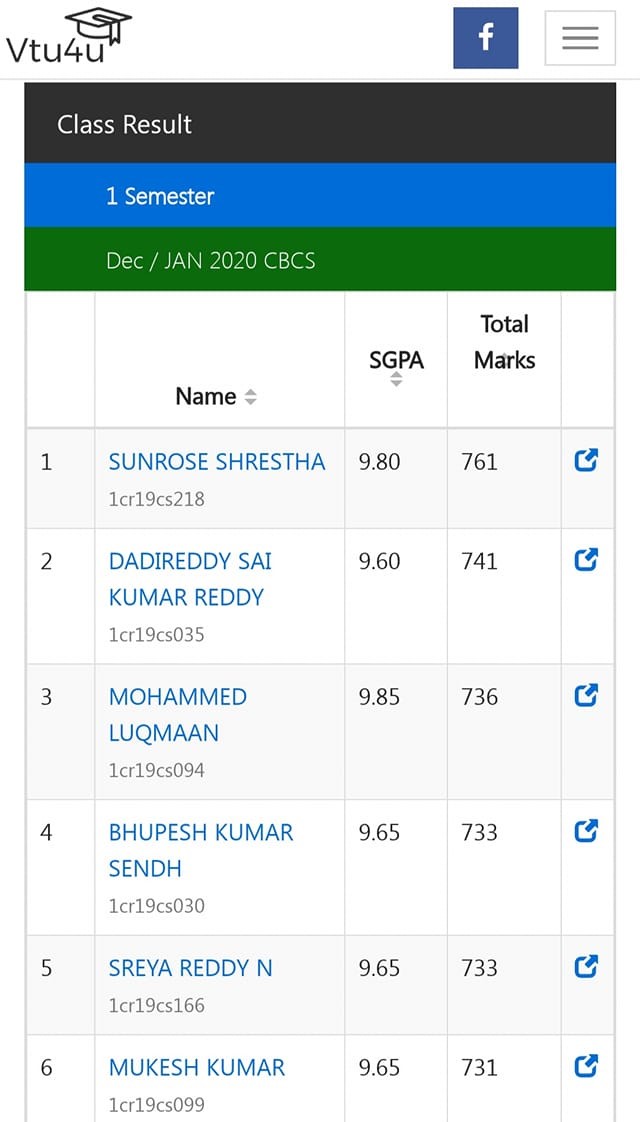 Vtu4u
f
Class Result
1 Semester
Dec / JAN 2020 CBCS
Name
SGPA
Total
Marks
1 SUNROSE SHRESTHA 9.80 761
1cr19cs218
2 DADIREDDY SAI 9.60 741
KUMAR REDDY
1cr19cs035
3 MOHAMMED 9.85 736
LUQMAAN
1cr19cs094
4 BHUPESH KUMAR 9.65 733
SENDH
1cr19cs030
5 SREYA REDDY N 9.65 733
1cr19cs166
6 MUKESH KUMAR 9.65 731
1cr19cs099